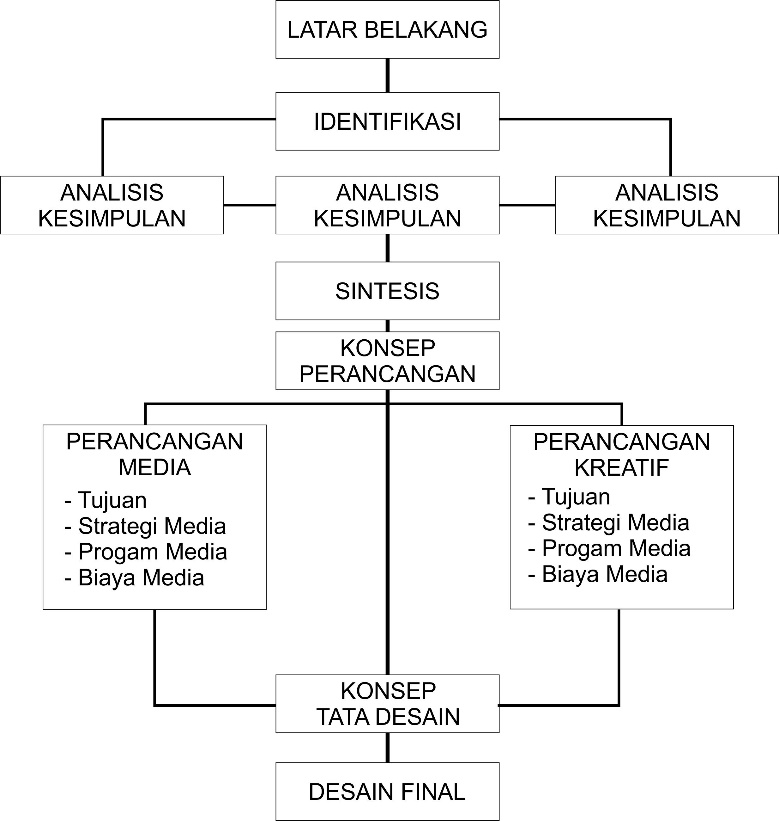 LATAR BELAKANG
IDENTIFIKASI
ANALISIS
KESIMPULAN
ANALISIS
KESIMPULAN
ANALISIS
KESIMPULAN
SINTESIS
KONSEP
PERANCANGAN
PERANCANGAN
MEDIA
- Tujuan
- Strategi Media
- Progam Media
- Biaya Media
PERANCANGAN
KREATIF
- Tujuan
- Strategi Media
- Progam Media
- Biaya Media
KONSEP
TATA DESAIN
DESAIN FINAL